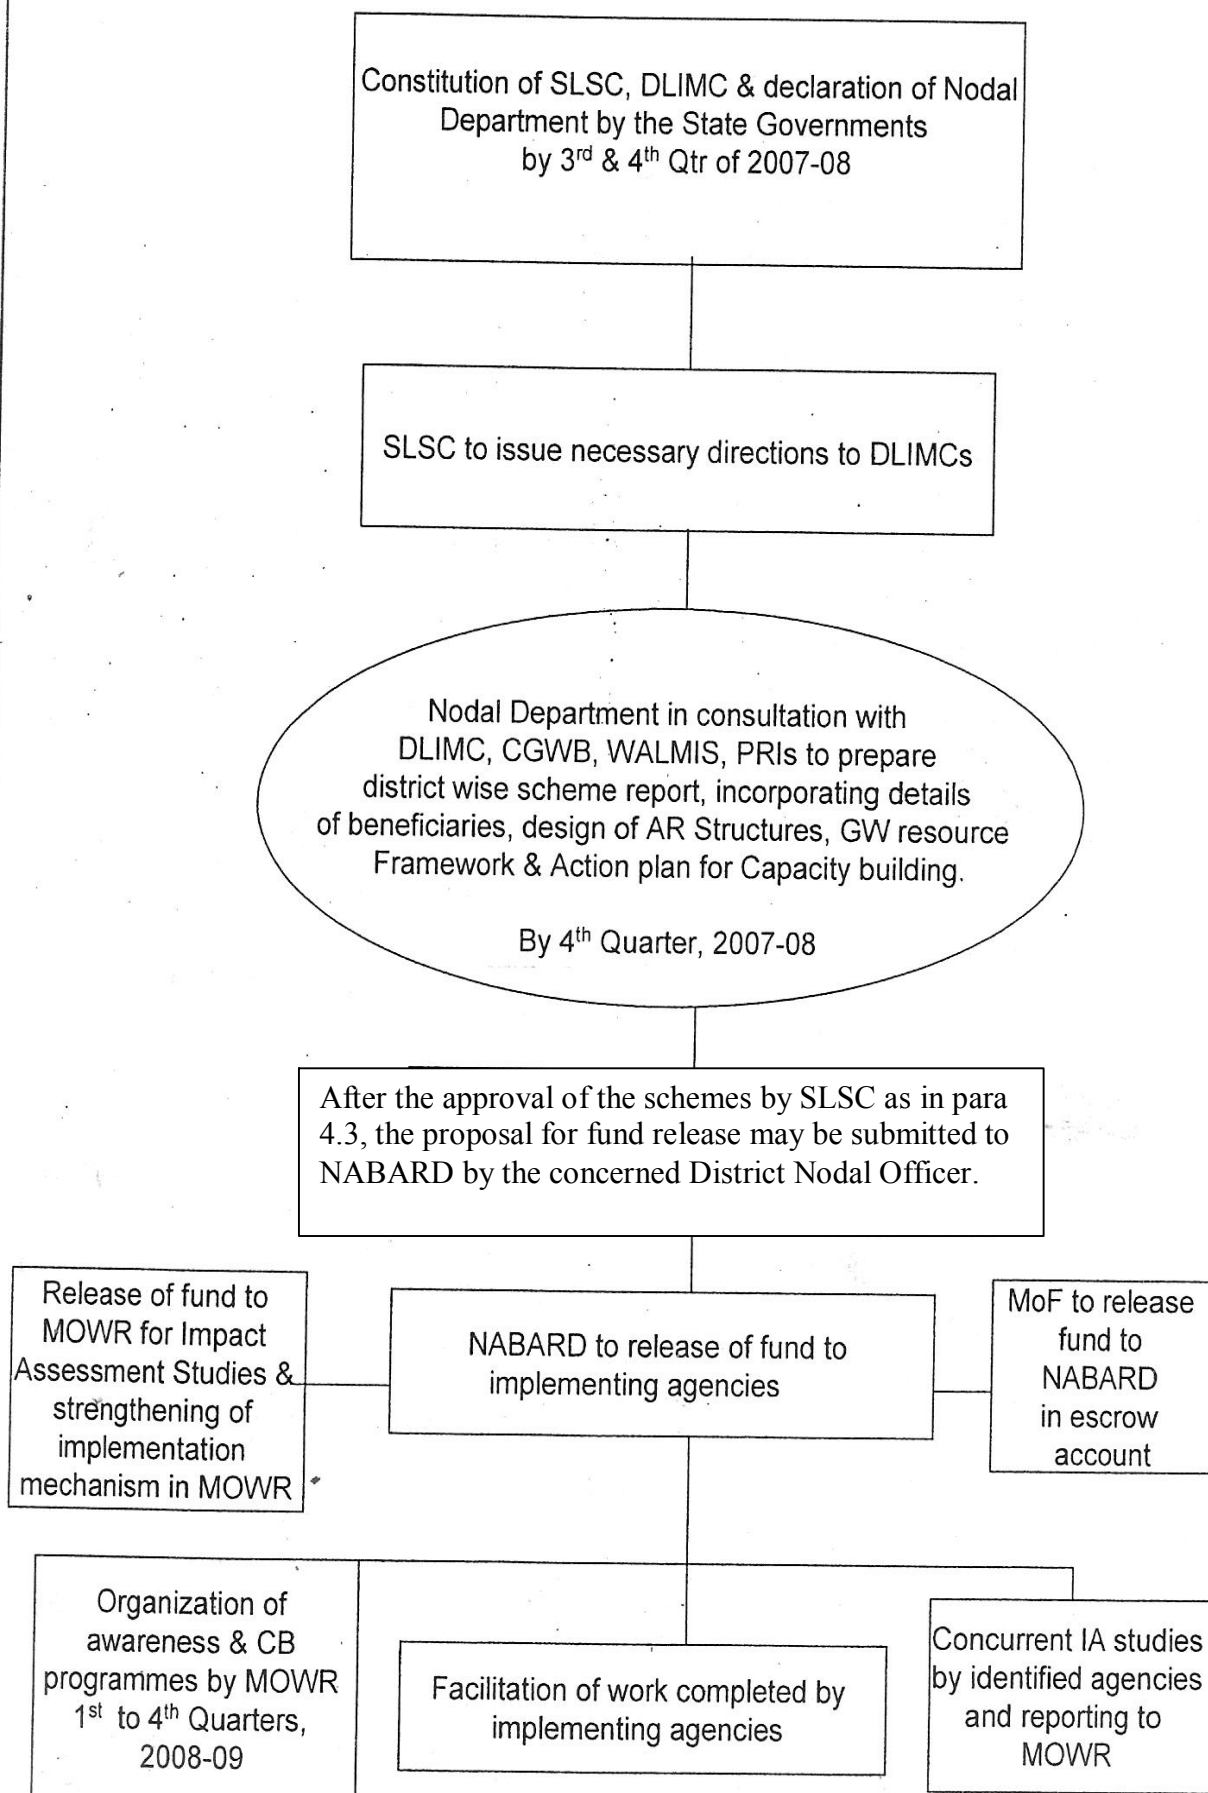 Constitution of SLSC, DLIMC & declaration of Nodal
Department by the State Governments
by 3rd & 4th Qtr of 2007-08
SLSC to issue necessary directions to DLIMCs
Nodal Department in consultation with
DLIMC, CGWB, WALMIS, PRIs to prepare
district wise scheme report, incorporating details
of beneficiaries, design of AR Structures, GW resource
Framework & Action plan for Capacity building.
By 4th Quarter, 2007-08
After the approval of the schemes by SLSC as in para
4.3, the proposal for fund release may be submitted to
NABARD by the concerned District Nodal Officer.
Release of fund to
MOWR for Impact
Assessment Studies &
strengthening of
implementation
mechanism in MOWR
NABARD to release of fund to
implementing agencies
MoF to release
fund to
NABARD
in escrow
account
Organization of
awareness & CB
programmes by MOWR
1st to 4th Quarters,
2008-09
Facilitation of work completed by
implementing agencies
Concurrent IA studies
by identified agencies
and reporting to
MOWR